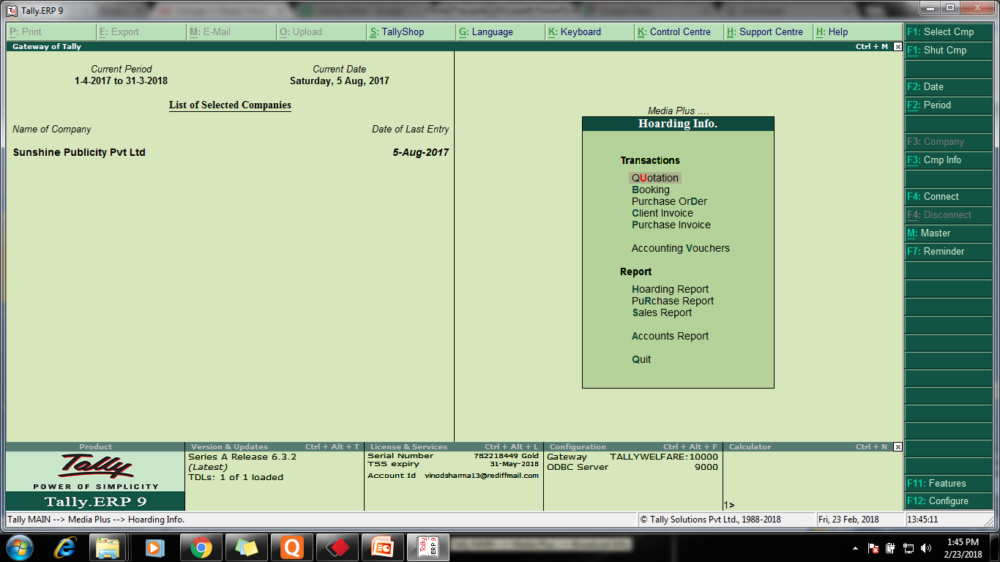 Tally.ERP 9
P: Print E: Export M: E-Mail O: Upload S: TallyShop G: Language K: Keyboard K: Control Centre H: Support Centre H: Help
Gateway of Tally Ctrl + M
Current Period Current Date
1-4-2017 to 31-3-2018 Saturday, 5 Aug, 2017
List of Selected Companies
Name of Company Date of Last Entry
Sunshine Publicity Pvt Ltd 5-Aug-2017
Media Plus ....
Hoarding Info.
Transactions
QUotation
Booking
Purchase OrDer
Client Invoice
Purchase Invoice
Accounting Vouchers
Report
Hoarding Report
PuRchase Report
Sales Report
Accounts Report
Quit
F1: Select Cmp
F1: Shut Cmp
F2: Date
F2: Period
F3: Company
F3: Cmp Info
F4: Connect
F4: Disconnect
M: Master
F7: Reminder
F11: Features
F12: Configure
Product
Tally
POWER OF SIMPLICITY
Tally.ERP 9
Version & Updates Ctrl + Alt + T
Series A Release 6.3.2
(Latest)
TDLs: 1 of 1 loaded
License & Services Ctrl + Alt + L
Serial Number 782218449 Gold
TSS expiry 31-May-2018
Account Id vinodsharma13@rediffmail.com
Configuration Ctrl + Alt + F
Gateway TALLYWELFARE:10000
ODBC Server 9000
Calculator Ctrl + N
1>
Tally MAIN --> Media Plus --> Hoarding Info. © Tally Solutions Pvt Ltd., 1988-2018 Fri, 23 Feb, 2018 13:45:11
Tally ERP 9
1:45 PM
2/23/2018